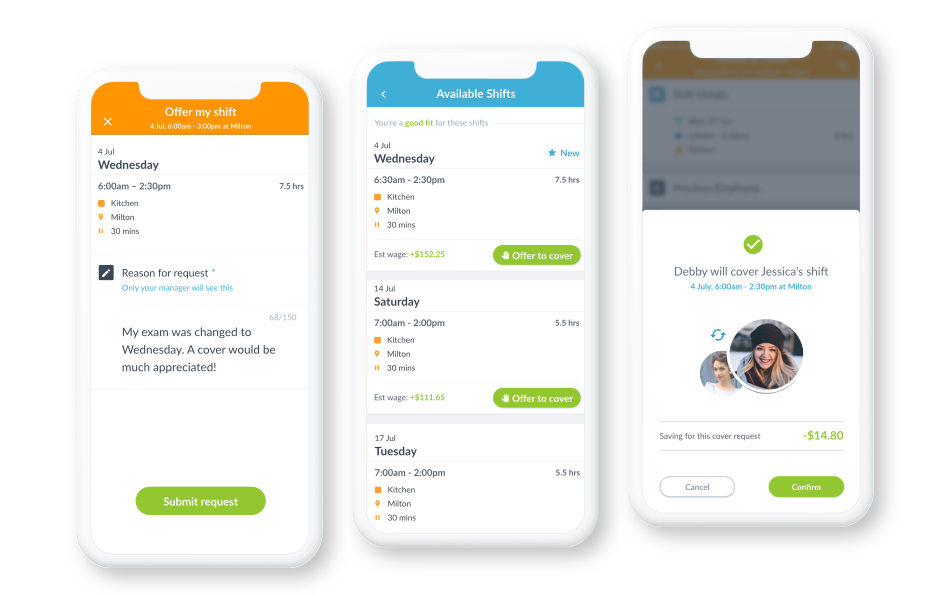 Offer my shift
4 Jul, 6:00am - 3:00pm at Milton
4 Jul
Wednesday
6:00am – 2:30pm 7.5 hrs
Kitchen
Milton
30 mins
Reason for request *
Only your manager will see this
68/150
My exam was changed to
Wednesday. A cover would be
much appreciated!
Submit request
Available Shifts
You're a good fit for these shifts
4 Jul
Wednesday New
6:30am - 2:30pm 7.5 hrs
Kitchen
Milton
30 mins
Est wage: +$152.25 Offer to cover
14 Jul
Saturday
7:00am - 2:00pm 5.5 hrs
Kitchen
Milton
30 mins
Est wage: +$111.65 Offer to cover
17 Jul
Tuesday
7:00am - 2:00pm 5.5 hrs
Kitchen
Milton
30 mins
Shift Details
Previous Employee
Debby will cover Jessica's shift
4 July, 6:00am - 2:30pm at Milton
Saving for this cover request -$14.80
Cancel Confirm